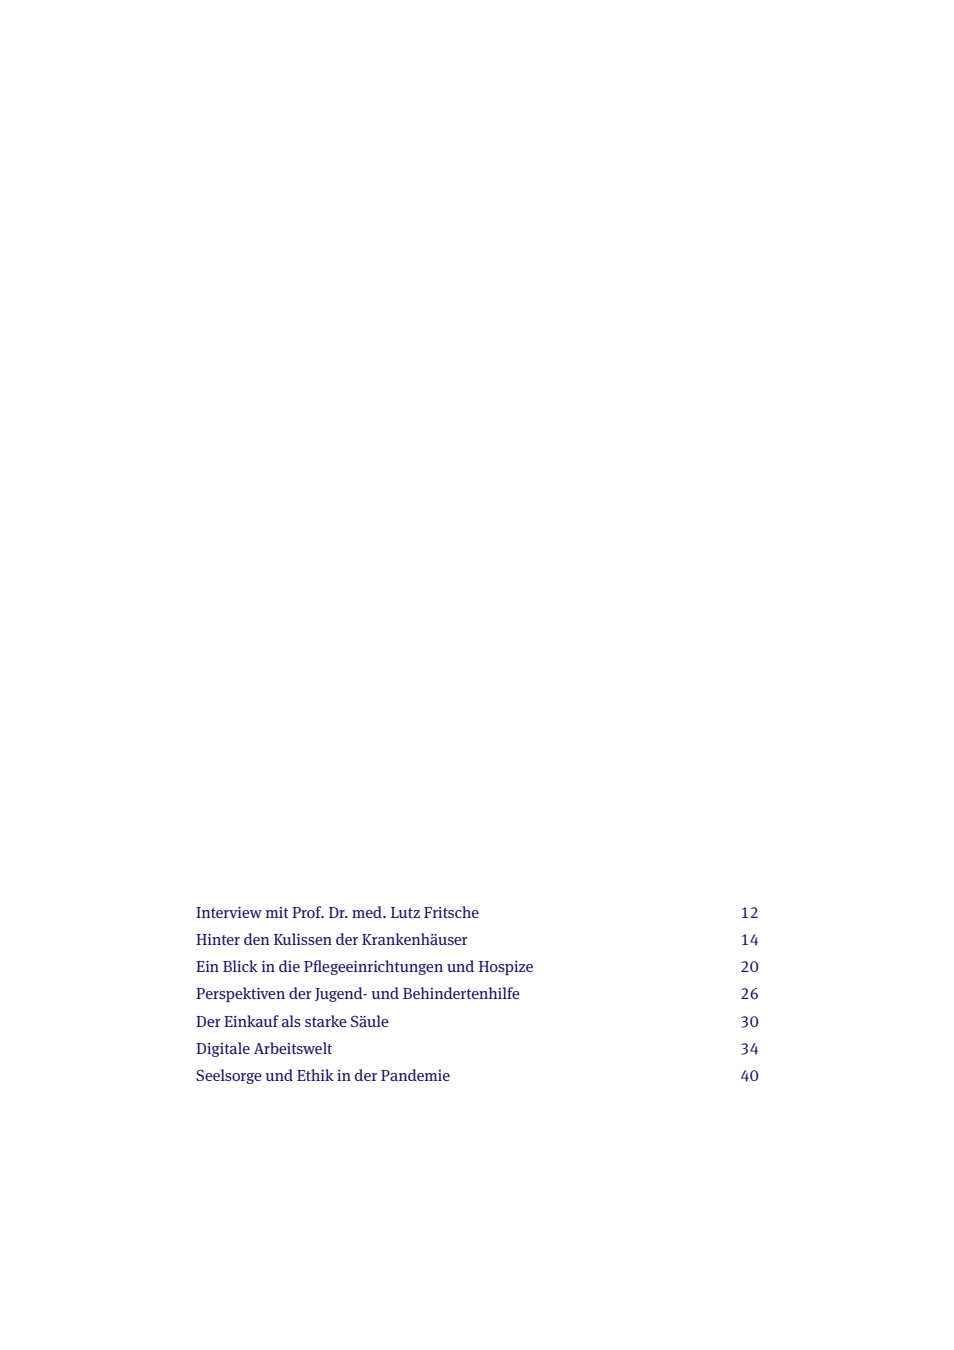 Interview mit Prof. Dr. med. Lutz Fritsche 12
Hinter den Kulissen der Krankenhäuser 14
Ein Blick in die Pflegeeinrichtungen und Hospize 20
Perspektiven der Jugend- und Behindertenhilfe 26
Der Einkauf als starke Säule 30
Digitale Arbeitswelt 34
Seelsorge und Ethik in der Pandemie 40